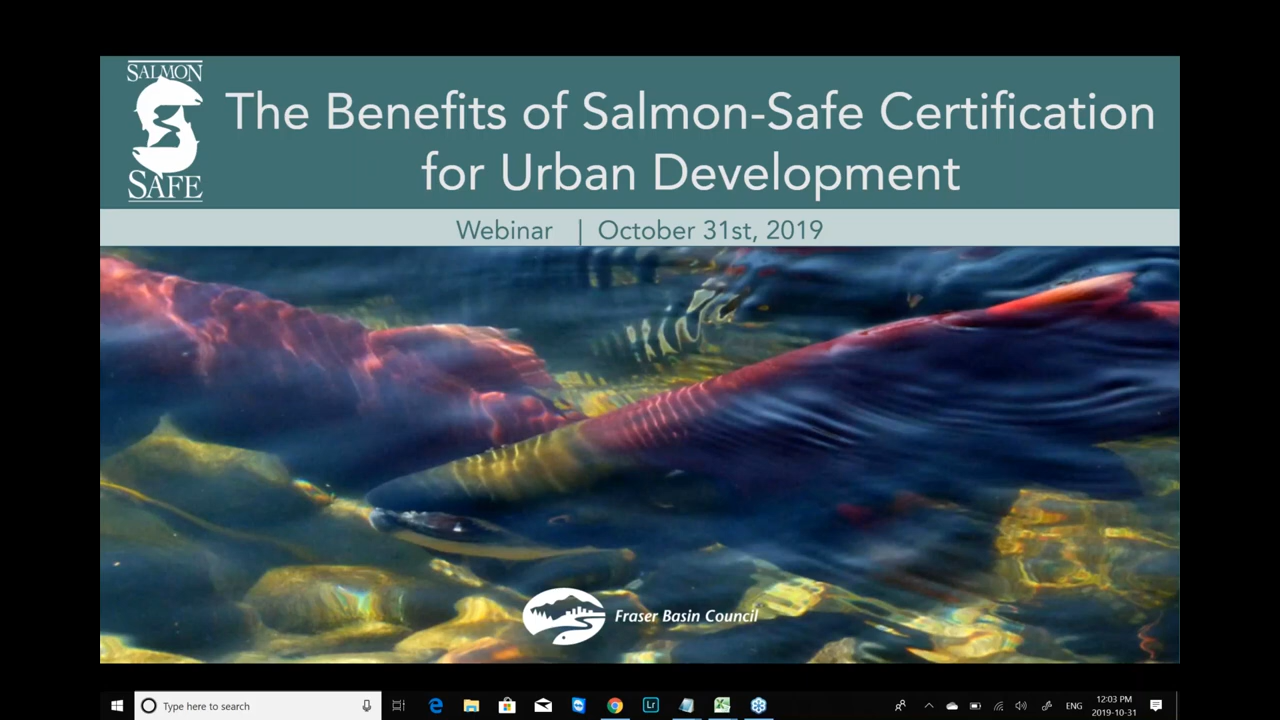 SALMON
SAFE
The Benefits of Salmon-Safe Certification
for Urban Development
Webinar | October 31st, 2019
Fraser Basin Council
Type here to search
Lr
ENG
12:03 PM
2019-10-31